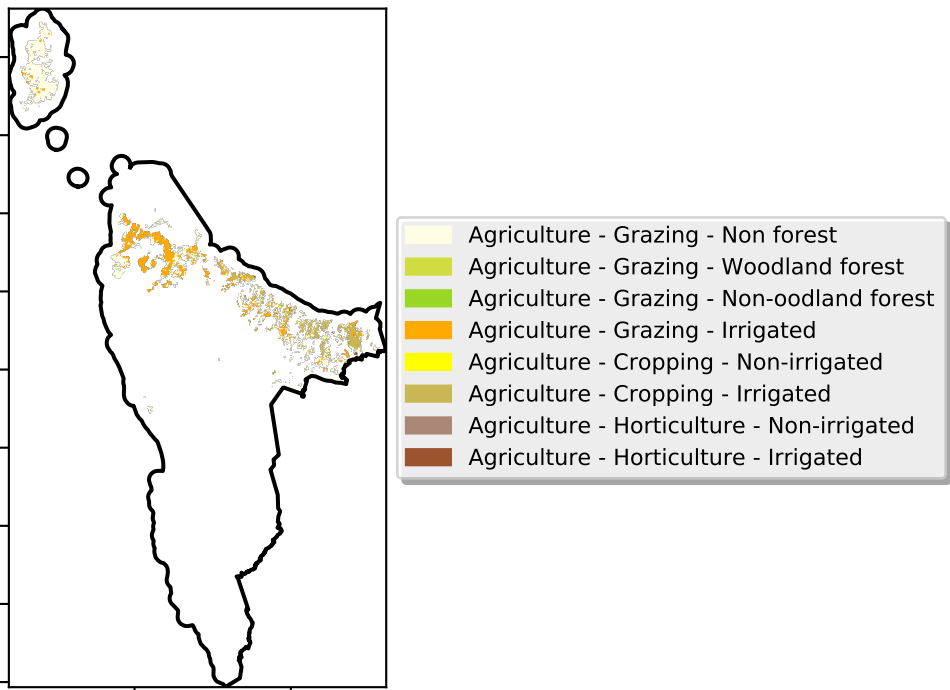 Agriculture - Grazing - Non forest
Agriculture - Grazing - Woodland forest
Agriculture - Grazing - Non-oodland forest
Agriculture - Grazing - Irrigated
Agriculture - Cropping - Non-irrigated
Agriculture - Cropping - Irrigated
Agriculture - Horticulture - Non-irrigated
Agriculture - Horticulture - Irrigated